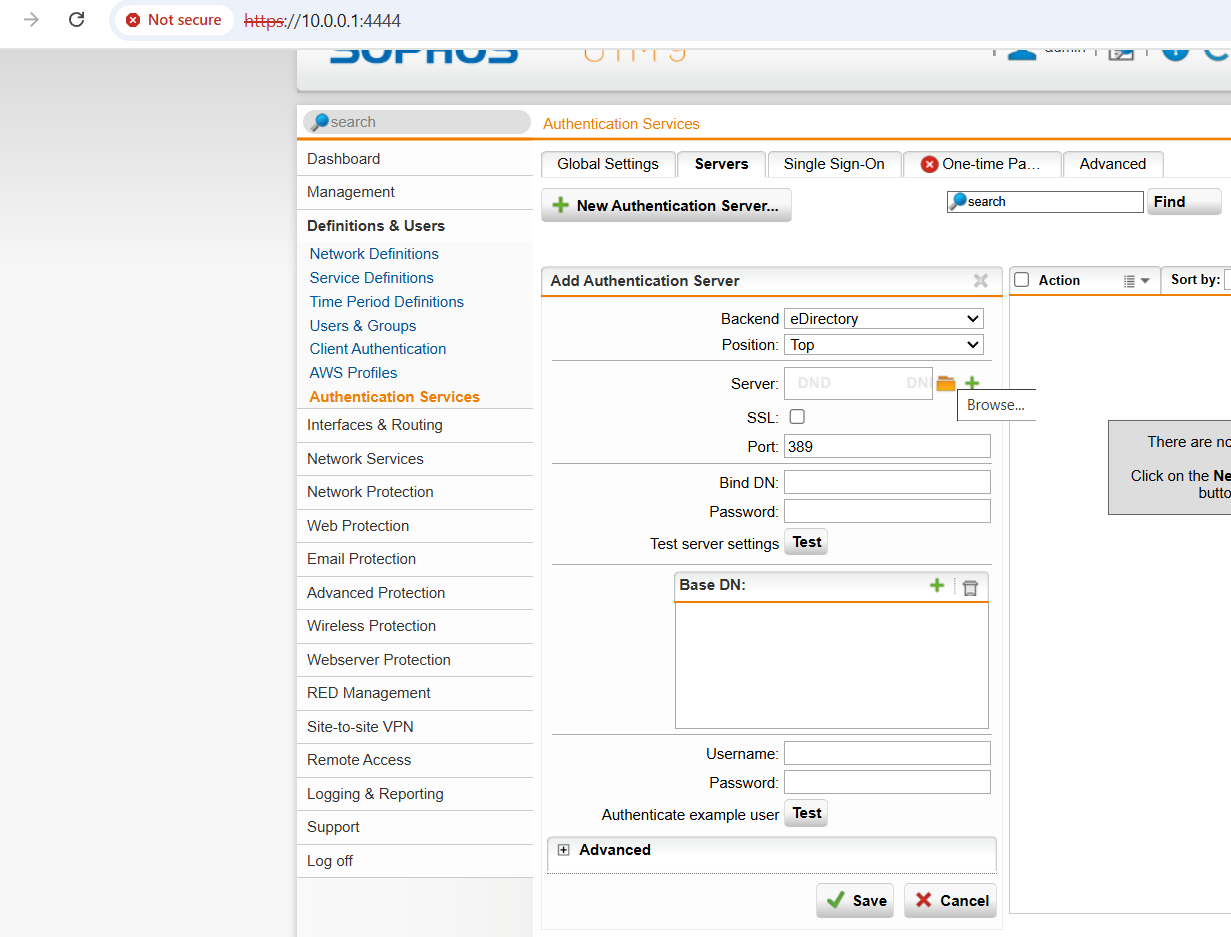 Not secure https://10.0.0.1:4444
SOPHOS UTM 9 admin
search
Authentication Services
Dashboard
Management
Definitions & Users
Network Definitions
Service Definitions
Time Period Definitions
Users & Groups
Client Authentication
AWS Profiles
Authentication Services
Interfaces & Routing
Network Services
Network Protection
Web Protection
Email Protection
Advanced Protection
Wireless Protection
Webserver Protection
RED Management
Site-to-site VPN
Remote Access
Logging & Reporting
Support
Log off
Global Settings Servers Single Sign-On One-time Pa... Advanced
New Authentication Server... search Find
Add Authentication Server
Backend eDirectory
Position: Top
Server: DND DN
Browse...
SSL:
Port: 389
Bind DN:
Password:
Test server settings Test
Base DN:
Username:
Password:
Authenticate example user Test
Advanced
Save Cancel
Action Sort by:
There are no
Click on the Ne
butto